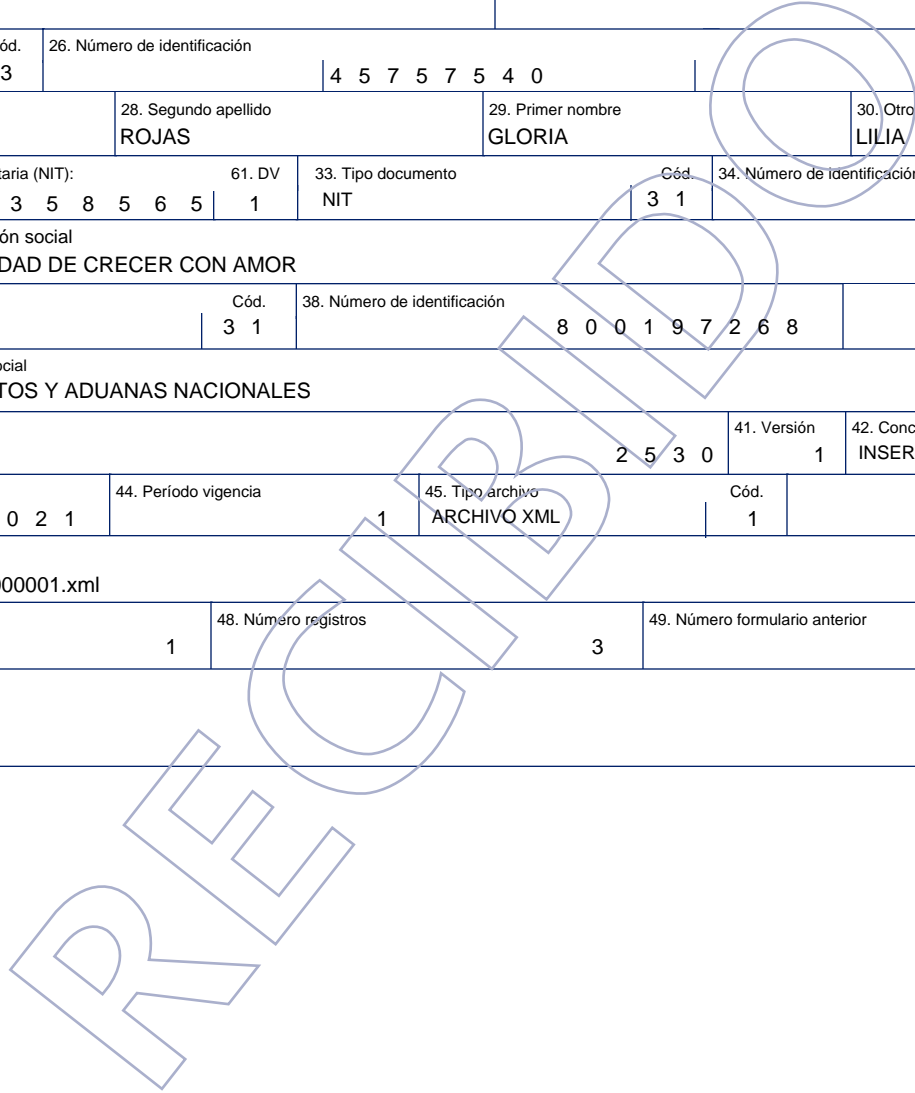 ód. 26. Número de identificación
3 4 5 7 5 7 5 4 0
28. Segundo apellido 29. Primer nombre 30. Otro
ROJAS GLORIA LILIA
taria (NIT): 61. DV 33. Tipo documento Cód. 34. Número de identificación
3 5 8 5 6 5 1 NIT 3 1
ón social
DAD DE CRECER CON AMOR
Cód. 38. Número de identificación
3 1 8 0 0 1 9 7 2 6 8
ocial
TOS Y ADUANAS NACIONALES
41. Versión 42. Conc
2 5 3 0 1 INSER
44. Período vigencia 45. Tipo archivo Cód.
0 2 1 1 ARCHIVO XML 1
000001.xml
48. Número registros 49. Número formulario anterior
1 3
RECIBIDO